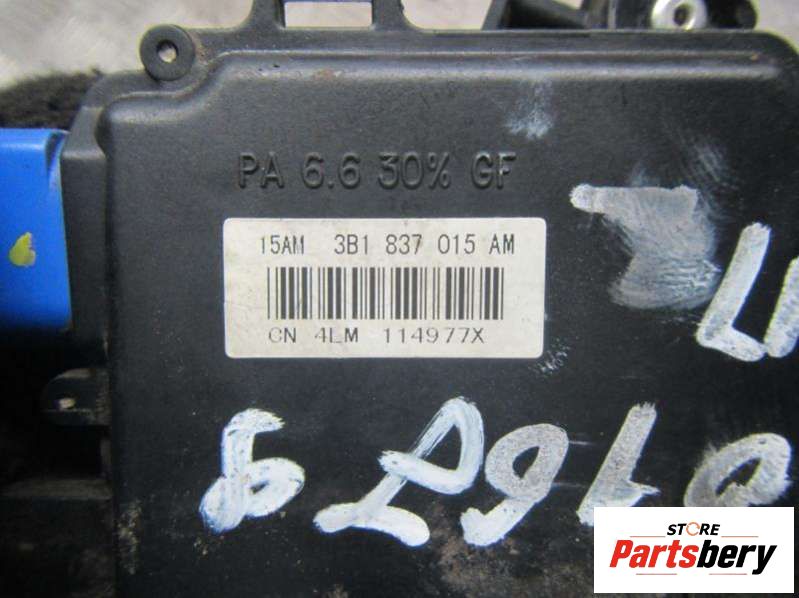 PA 6.6 30% GF
15AM 3B1 837 015 AM
CN 4LM 114977X
STORE
Partsbery